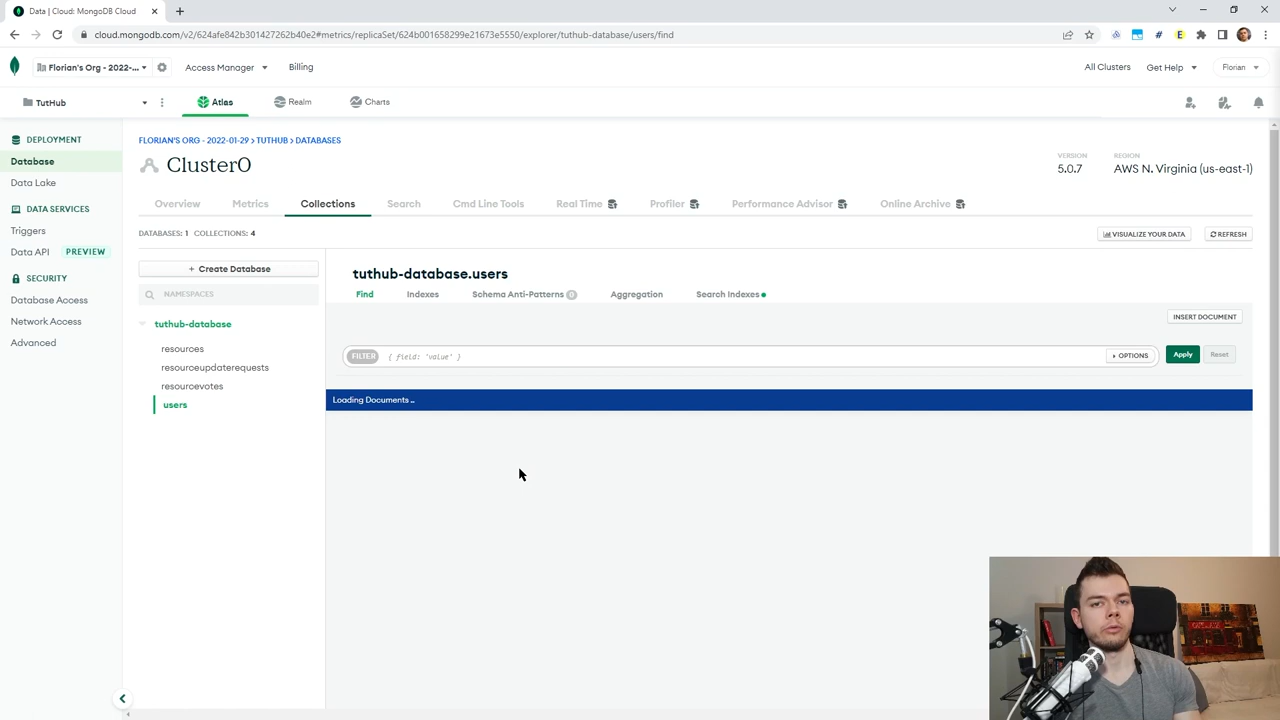 Data | Cloud: MongoDB Cloud
cloud.mongodb.com/v2/624afe842b301427262b40e2#metrics/replicaSet/624b001658299e21673e5550/explorer/tuthub-database/users/find
Florian's Org - 2022-...
Access Manager
Billing
All Clusters
Get Help
Florian
TutHub
Atlas
Realm
Charts
DEPLOYMENT
Database
Data Lake
DATA SERVICES
Triggers
Data API PREVIEW
SECURITY
Database Access
Network Access
Advanced
FLORIAN'S ORG - 2022-01-29 > TUTHUB > DATABASES
Cluster0
VERSION
5.0.7
REGION
AWS N. Virginia (us-east-1)
Overview
Metrics
Collections
Search
Cmd Line Tools
Real Time
Profiler
Performance Advisor
Online Archive
DATABASES: 1 COLLECTIONS: 4
VISUALIZE YOUR DATA
REFRESH
+ Create Database
NAMESPACES
tuthub-database
resources
resourceupdaterequests
resourcevotes
users
tuthub-database.users
Find
Indexes
Schema Anti-Patterns 0
Aggregation
Search Indexes
INSERT DOCUMENT
FILTER { field: 'value' }
OPTIONS
Apply
Reset
Loading Documents ..